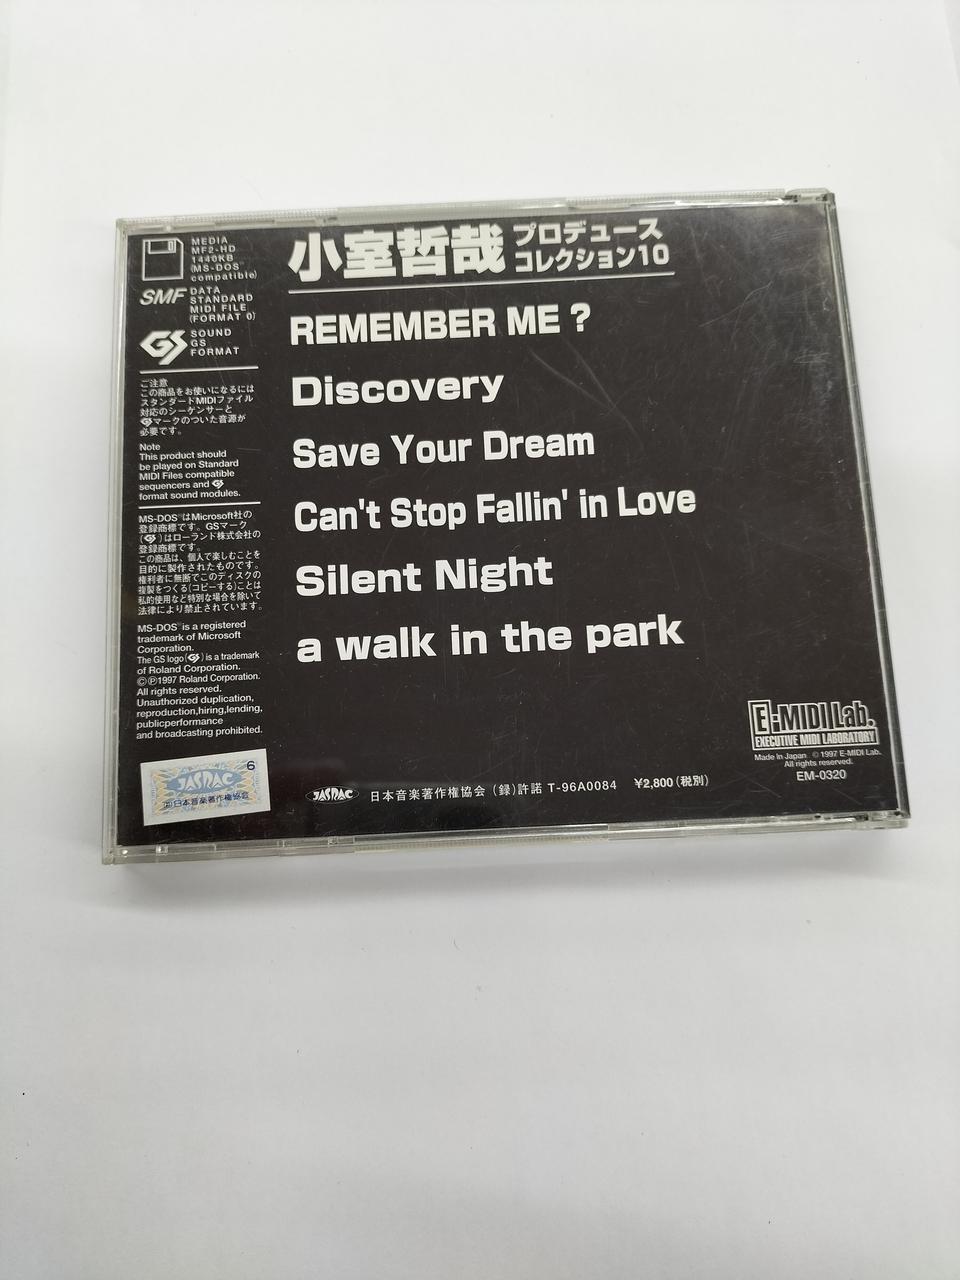 MEDIA
MF2-HD
1440KB
(MS-DOS™
compatible)
SMF
DATA
STANDARD
MIDI FILE
(FORMAT 0)
GS
SOUND
GS
FORMAT
ご注意
この商品をお使いになるには
スタンダードMIDIファイル
対応のシーケンサーと
GSマークのついた音源が
必要です。
Note
This product should
be played on Standard
MIDI Files compatible
sequencers and GS
format sound modules.
MS-DOS™はMicrosoft社の
登録商標です。GSマーク
(GS)はローランド株式会社の
登録商標です。
この商品は、個人で楽しむことを
目的に製作されたものです。
権利者に無断でこのディスクの
複製をつくる(コピーする)ことは
私的使用など特別な場合を除いて
法律により禁止されています。
MS-DOS™ is a registered
trademark of Microsoft
Corporation.
The GS logo(GS) is a trademark
of Roland Corporation.
©Ⓟ1997 Roland Corporation.
All rights reserved.
Unauthorized duplication,
reproduction,hiring,lending,
publicperformance
and broadcasting prohibited.
6
JASRAC
日本音楽著作権協会
小室哲哉
プロデュース
コレクション10
REMEMBER ME ?
Discovery
Save Your Dream
Can't Stop Fallin' in Love
Silent Night
a walk in the park
JASRAC 日本音楽著作権協会 (録)許諾 T-96A0084 ¥2,800(税別)
E-MIDI Lab.
EXECUTIVE MIDI LABORATORY
Made in Japan © 1997 E-MIDI Lab.
All rights reserved.
EM-0320